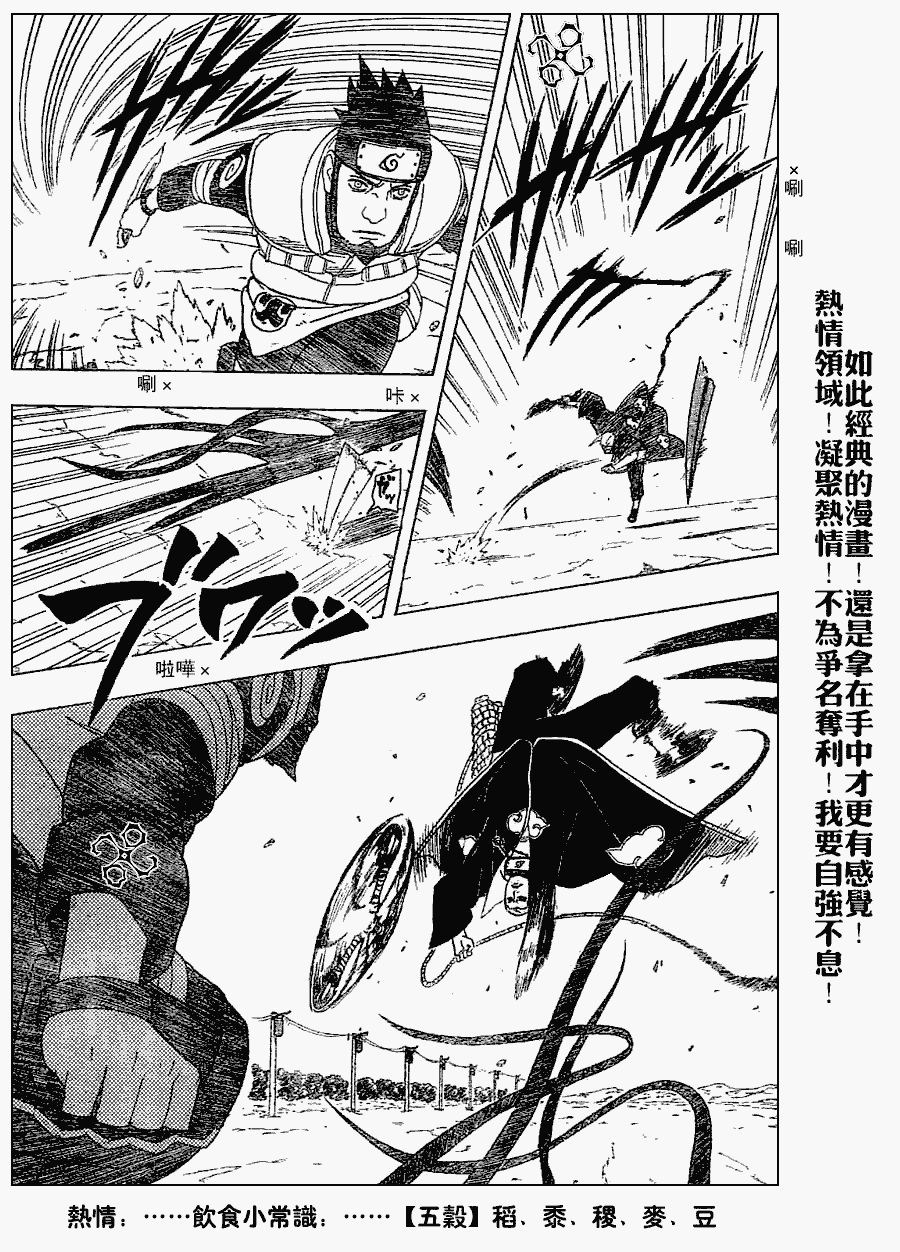 ×唰
唰
唰×
咔×
ガッ
ブワッ
啦嘩×
如此經典的漫畫！還是拿在手中才更有感覺！
熱情領域！凝聚熱情！不為爭名奪利！我要自強不息！
熱情：⋯⋯飲食小常識：⋯⋯【五穀】稻、黍、稷、麥、豆